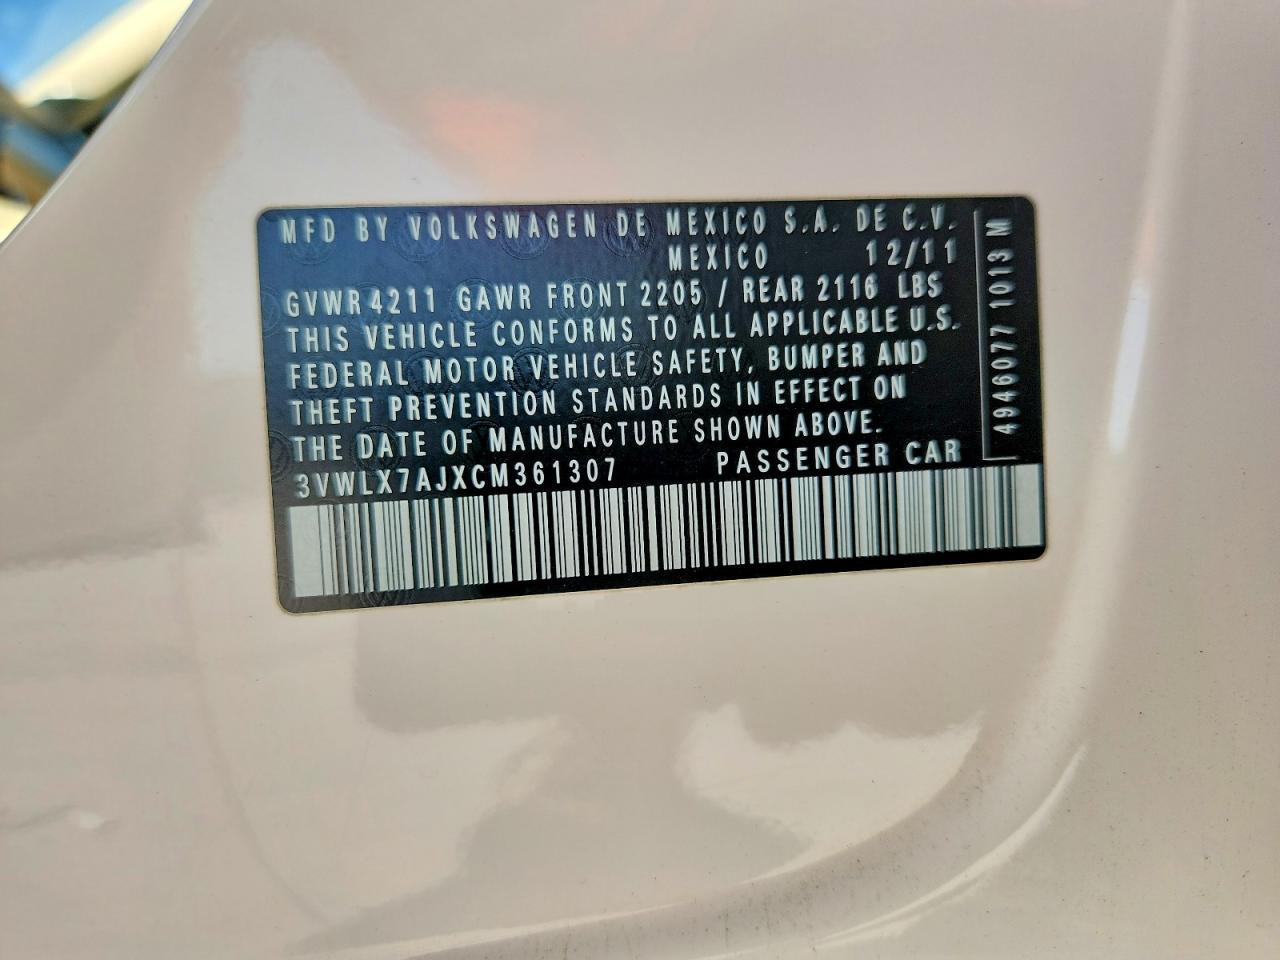 MFD BY VOLKSWAGEN DE MEXICO S.A. DE C.V.
MEXICO 12/11
GVWR 4211 GAWR FRONT 2205 / REAR 2116 LBS
THIS VEHICLE CONFORMS TO ALL APPLICABLE U.S.
FEDERAL MOTOR VEHICLE SAFETY, BUMPER AND
THEFT PREVENTION STANDARDS IN EFFECT ON
THE DATE OF MANUFACTURE SHOWN ABOVE.
3VWLX7AJXCM361307 PASSENGER CAR
4946077 1013 M